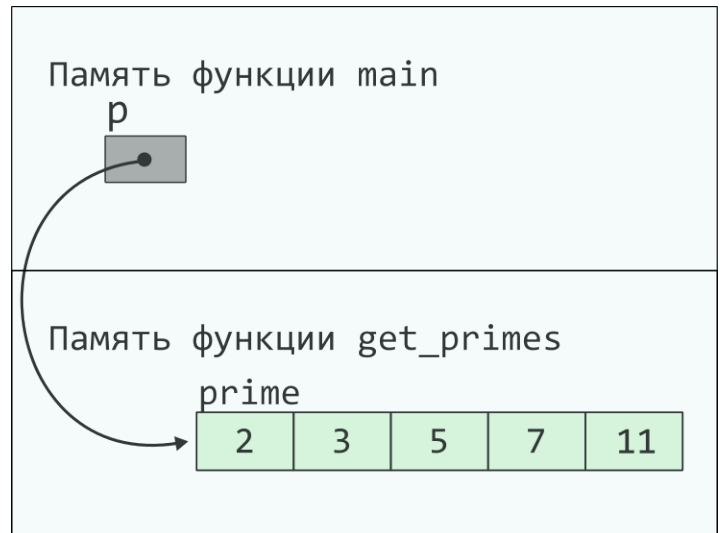 Память функции main
p
Память функции get_primes
prime
2 3 5 7 11